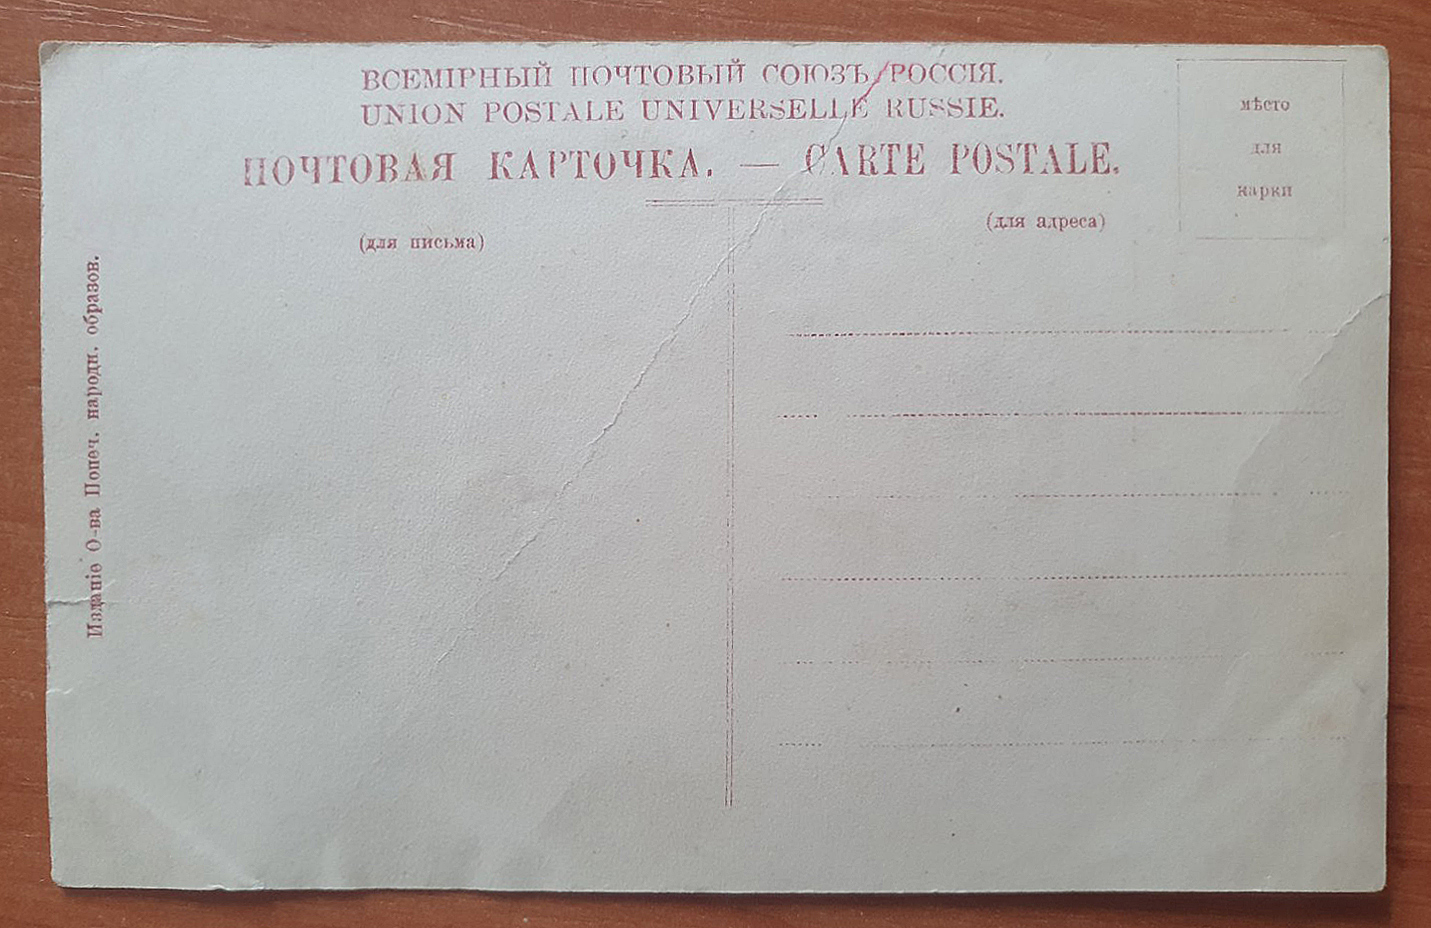 ВСЕМІРНЫЙ ПОЧТОВЫЙ СОЮЗЪ РОССІЯ.
UNION POSTALE UNIVERSELLE RUSSIE.
ПОЧТОВАЯ КАРТОЧКА. — CARTE POSTALE.
мѣсто
для
марки
(для письма)
(для адреса)
Изданіе О-ва Попеч. народн. образов.